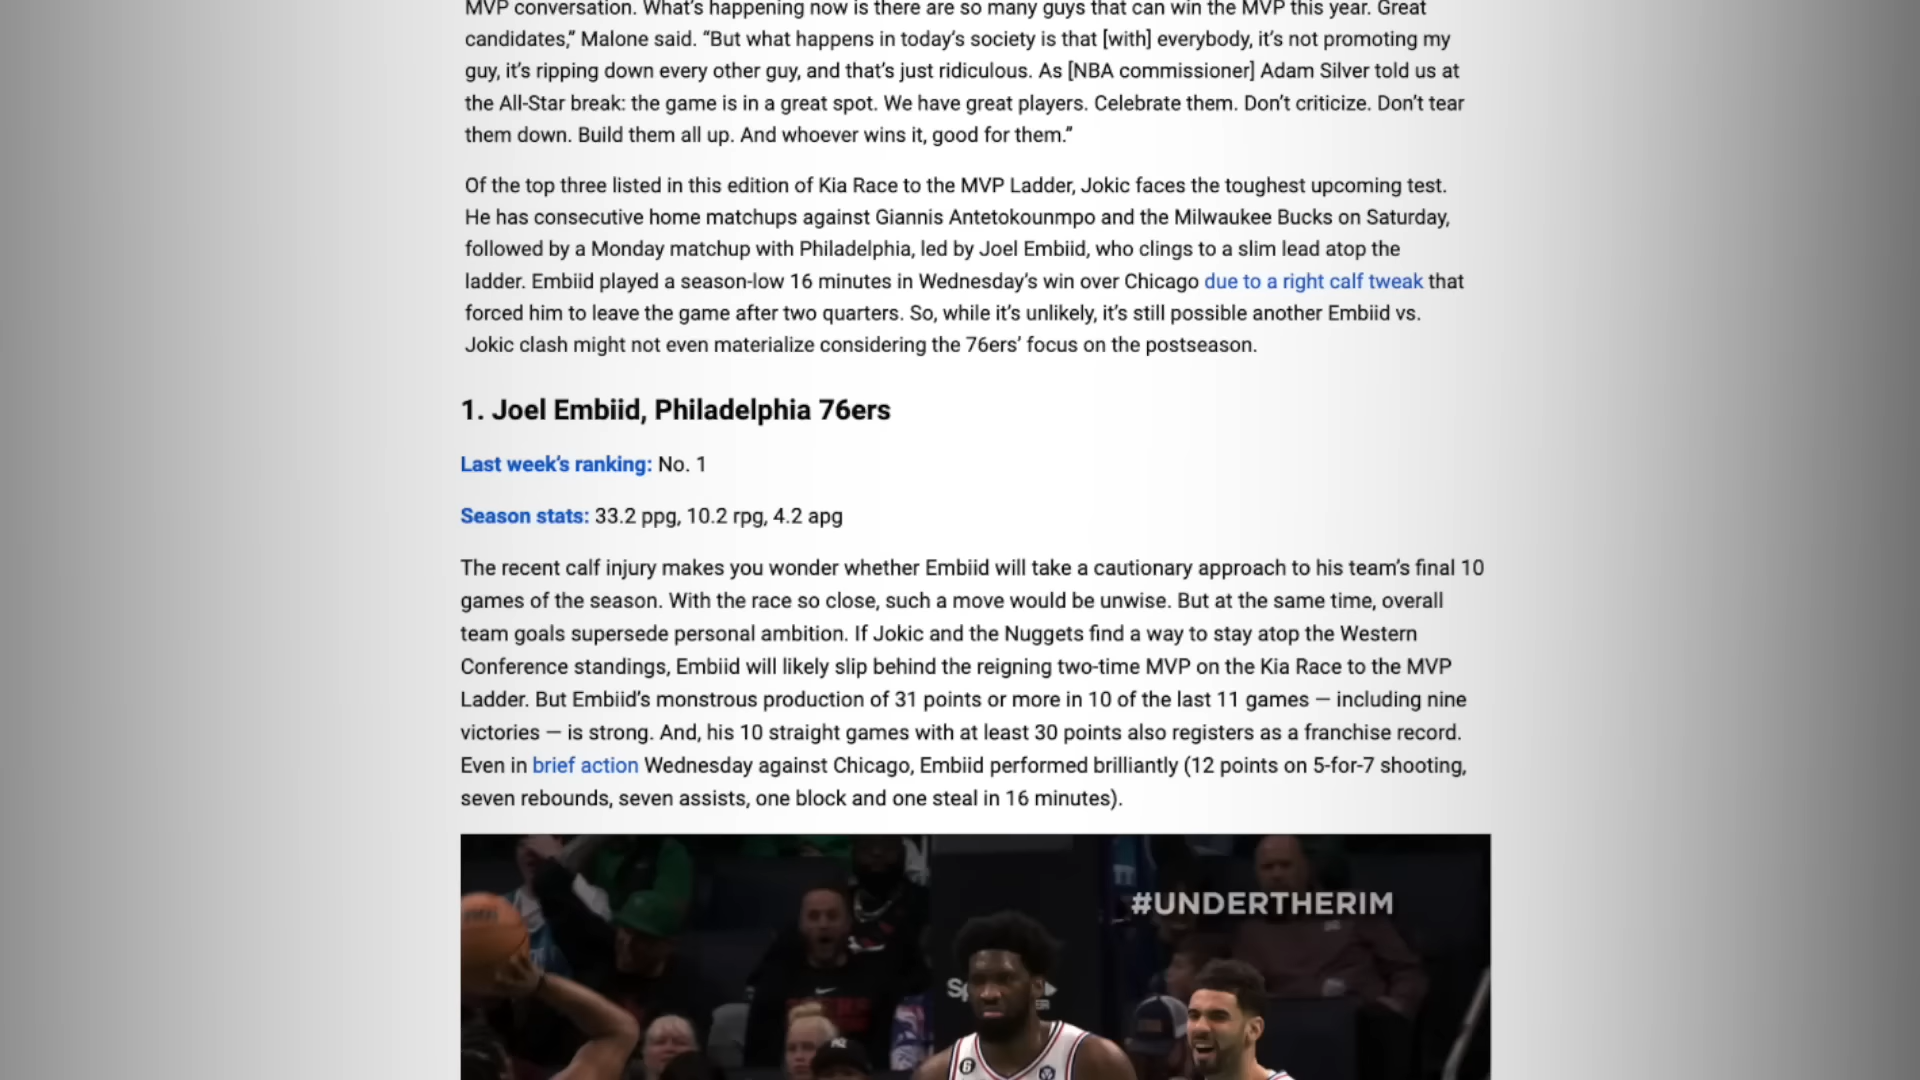 MVP conversation. What’s happening now is there are so many guys that can win the MVP this year. Great
candidates,” Malone said. “But what happens in today’s society is that [with] everybody, it’s not promoting my
guy, it’s ripping down every other guy, and that’s just ridiculous. As [NBA commissioner] Adam Silver told us at
the All-Star break: the game is in a great spot. We have great players. Celebrate them. Don’t criticize. Don’t tear
them down. Build them all up. And whoever wins it, good for them.”
Of the top three listed in this edition of Kia Race to the MVP Ladder, Jokic faces the toughest upcoming test.
He has consecutive home matchups against Giannis Antetokounmpo and the Milwaukee Bucks on Saturday,
followed by a Monday matchup with Philadelphia, led by Joel Embiid, who clings to a slim lead atop the
ladder. Embiid played a season-low 16 minutes in Wednesday’s win over Chicago due to a right calf tweak that
forced him to leave the game after two quarters. So, while it’s unlikely, it’s still possible another Embiid vs.
Jokic clash might not even materialize considering the 76ers’ focus on the postseason.
1. Joel Embiid, Philadelphia 76ers
Last week’s ranking: No. 1
Season stats: 33.2 ppg, 10.2 rpg, 4.2 apg
The recent calf injury makes you wonder whether Embiid will take a cautionary approach to his team’s final 10
games of the season. With the race so close, such a move would be unwise. But at the same time, overall
team goals supersede personal ambition. If Jokic and the Nuggets find a way to stay atop the Western
Conference standings, Embiid will likely slip behind the reigning two-time MVP on the Kia Race to the MVP
Ladder. But Embiid’s monstrous production of 31 points or more in 10 of the last 11 games — including nine
victories — is strong. And, his 10 straight games with at least 30 points also registers as a franchise record.
Even in brief action Wednesday against Chicago, Embiid performed brilliantly (12 points on 5-for-7 shooting,
seven rebounds, seven assists, one block and one steal in 16 minutes).
#UNDERTHERIM
6